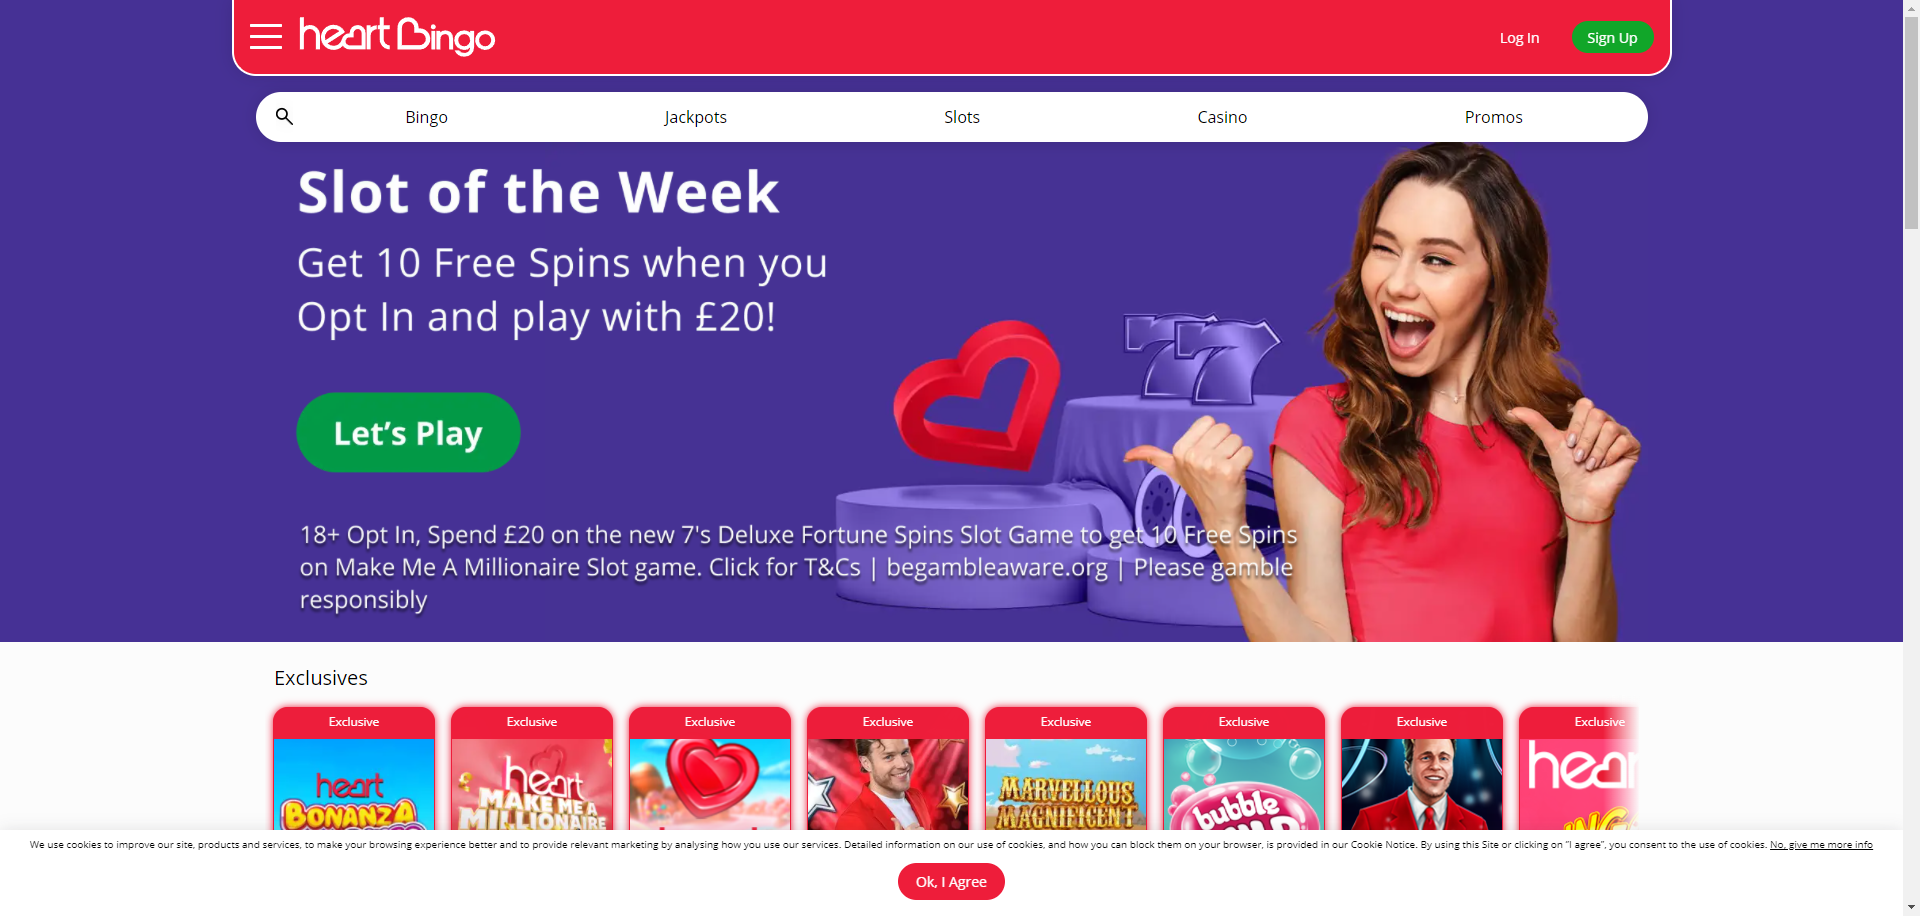 heart Bingo
Log In
Sign Up
Bingo
Jackpots
Slots
Casino
Promos
Slot of the Week
Get 10 Free Spins when you
Opt In and play with £20!
77
Let's Play
18+ Opt In, Spend £20 on the new 7's Deluxe Fortune Spins Slot Game to get 10 Free Spins
on Make Me A Millionaire Slot game. Click for T&Cs | begambleaware.org | Please gamble
responsibly
Exclusives
Exclusive
Exclusive
Exclusive
Exclusive
Exclusive
Exclusive
Exclusive
Exclusive
heart
BONANZA
heart
MAKE ME A
MILLIONAIRE
MARVELLOUS
MAGNIFICENT
bubble
We use cookies to improve our site, products and services, to make your browsing experience better and to provide relevant marketing by analysing how you use our services. Detailed information on our use of cookies, and how you can block them on your browser, is provided in our Cookie Notice. By using this Site or clicking on "I agree", you consent to the use of cookies. No, give me more info
Ok, I Agree